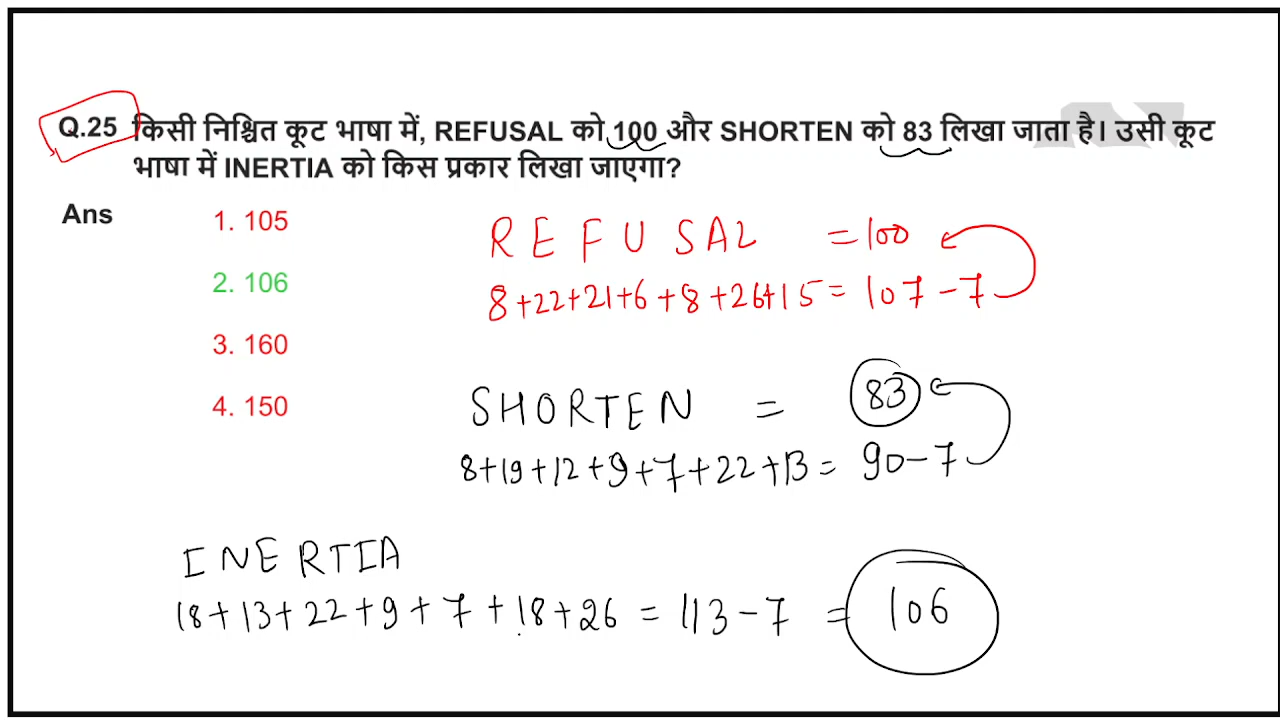 Q.25 किसी निश्चित कूट भाषा में, REFUSAL को 100 और SHORTEN को 83 लिखा जाता है। उसी कूट
भाषा में INERTIA को किस प्रकार लिखा जाएगा?
Ans
1. 105
2. 106
3. 160
4. 150
REFUSAL = 100
8+22+21+6+8+26+15 = 107-7
SHORTEN = 83
8+19+12+9+7+22+13 = 90-7
INERTIA
18+13+22+9+7+18+26 = 113-7 = 106